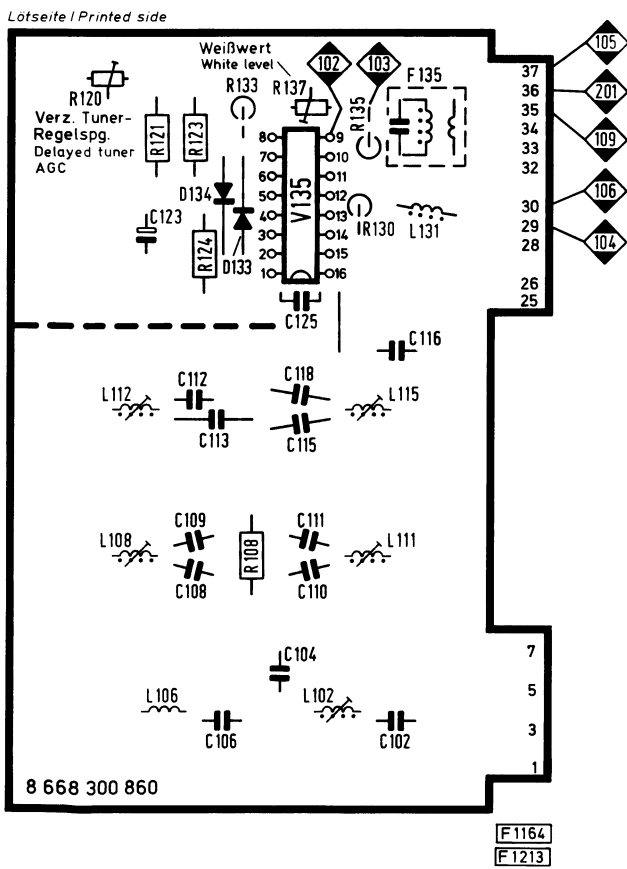 Lötseite / Printed side
Weißwert
White level
R137
102
103
105
201
109
106
104
F135
R120
Verz. Tuner-
Regelspg.
Delayed tuner
AGC
R121
R123
R133
R135
37
36
35
34
33
32
30
29
28
26
25
8
7
6
5
4
3
2
1
V135
9
10
11
12
13
14
15
16
D134
D133
C123
R124
R130
L131
C125
C116
L112
C112
C113
C118
C115
L115
L108
C109
C108
R108
C111
C110
L111
C104
L106
C106
L102
C102
7
5
3
1
8 668 300 860
F1164
F1213